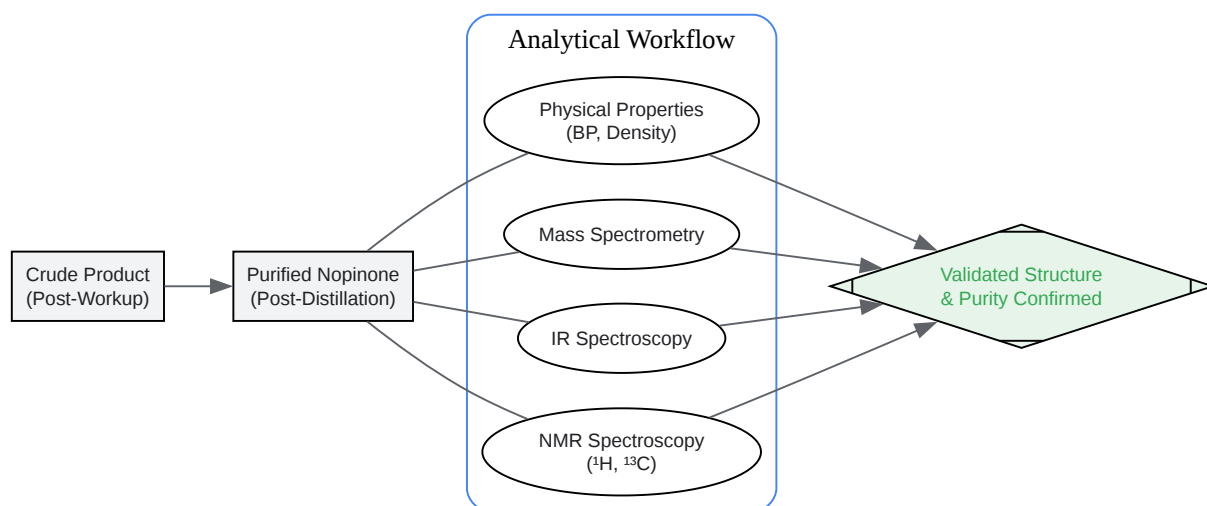 Analytical Workflow
Crude Product
(Post-Workup)
Purified Nopinone
(Post-Distillation)
Physical Properties
(BP, Density)
Mass Spectrometry
IR Spectroscopy
NMR Spectroscopy
(¹H, ¹³C)
Validated Structure
& Purity Confirmed